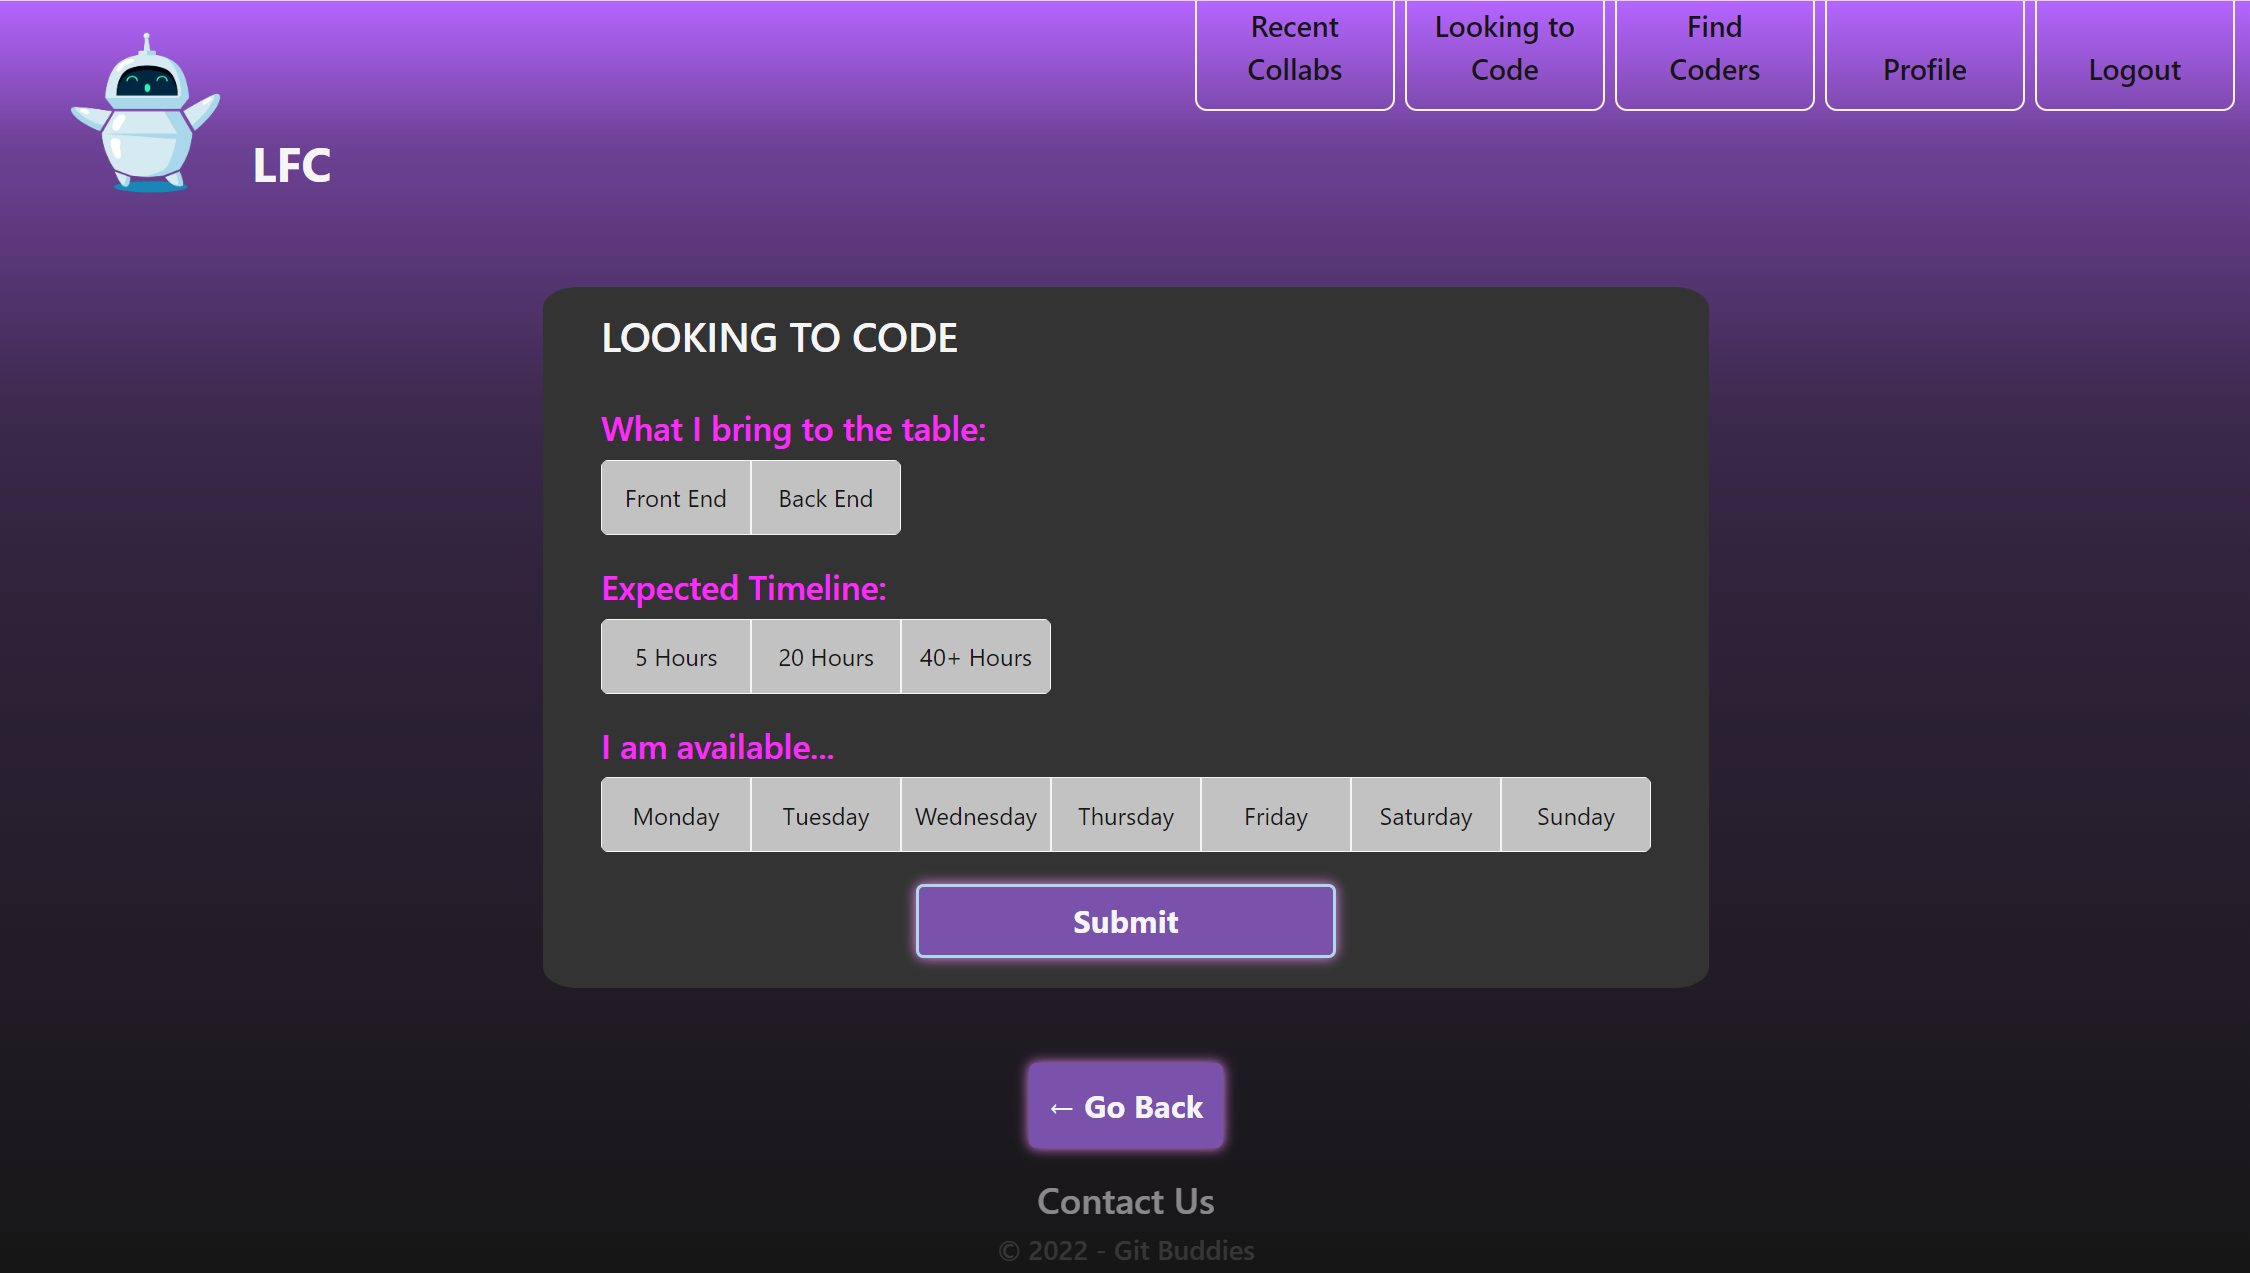 Recent
Collabs
Looking to
Code
Find
Coders
Profile
Logout
LFC
LOOKING TO CODE
What I bring to the table:
Front End
Back End
Expected Timeline:
5 Hours
20 Hours
40+ Hours
I am available...
Monday
Tuesday
Wednesday
Thursday
Friday
Saturday
Sunday
Submit
← Go Back
Contact Us
© 2022 - Git Buddies